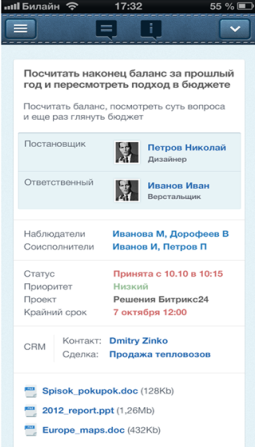 Билайн 17:32 55 %
Посчитать наконец баланс за прошлый
год и пересмотреть подход в бюджете
Посчитать баланс, посмотреть суть вопроса
и еще раз глянуть бюджет
Постановщик Петров Николай
Дизайнер
Ответственный Иванов Иван
Верстальщик
Наблюдатели Иванова М, Дорофеев В
Соисполнители Иванов И, Петров П
Статус Принята с 10.10 в 10:15
Приоритет Низкий
Проект Решения Битрикс24
Крайний срок 7 октября 12:00
CRM Контакт: Dmitry Zinko
Сделка: Продажа тепловозов
Spisok_pokupok.doc (128Kb)
2012_report.ppt (1,26Mb)
Europe_maps.doc (432Kb)